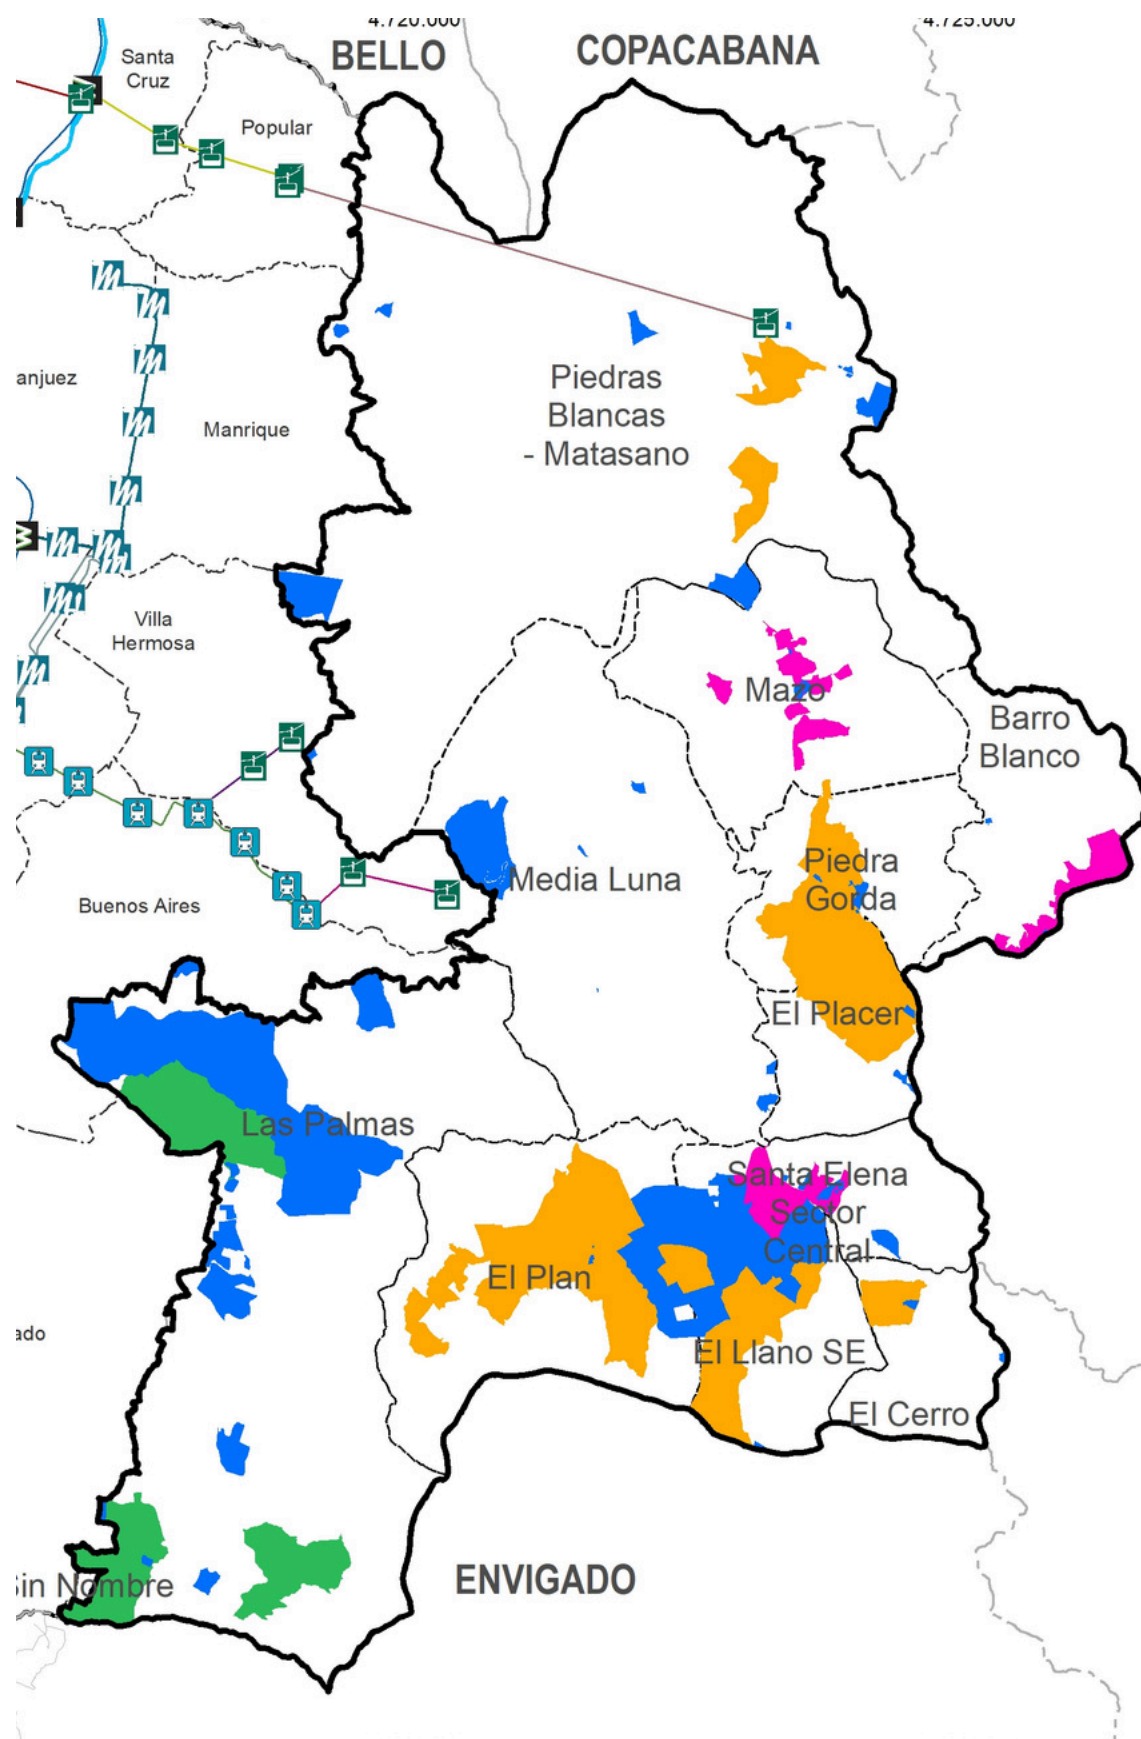 4.720.000
4.725.000
BELLO
COPACABANA
Santa
Cruz
Popular
anjuez
Manrique
Piedras
Blancas
- Matasano
Villa
Hermosa
Mazo
Barro
Blanco
Piedra
Gorda
Media Luna
Buenos Aires
El Placer
Las Palmas
Santa Elena
Sector
Central
El Plan
ado
El Llano SE
El Cerro
ENVIGADO
Sin Nombre